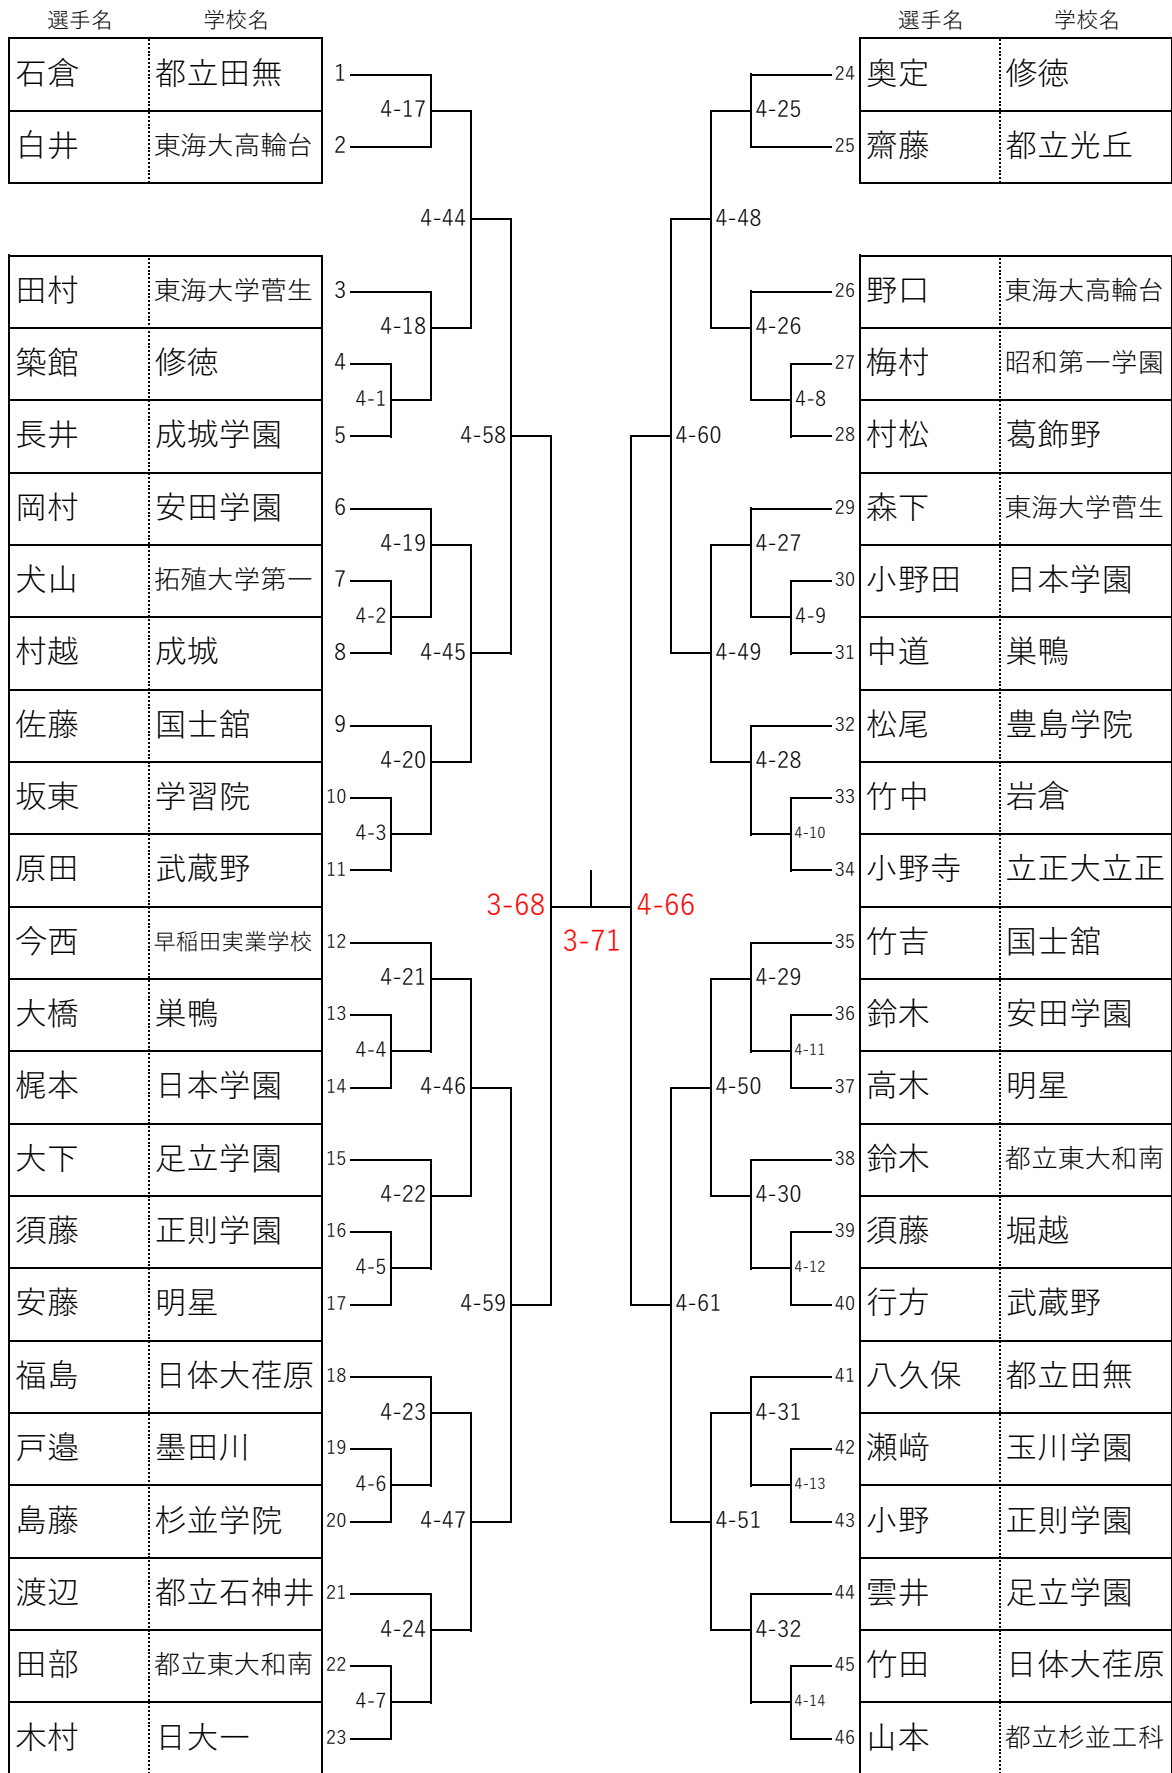 選手名 学校名 選手名 学校名
石倉 都立田無 1 24 奥定 修徳
4-17 4-25
白井 東海大高輪台 2 25 齋藤 都立光丘
4-44 4-48
田村 東海大学菅生 3 26 野口 東海大高輪台
4-18 4-26
築館 修徳 4 27 梅村 昭和第一学園
4-1 4-8
長井 成城学園 5 4-58 4-60 28 村松 葛飾野
岡村 安田学園 6 29 森下 東海大学菅生
4-19 4-27
犬山 拓殖大学第一 7 30 小野田 日本学園
4-2 4-9
村越 成城 8 4-45 4-49 31 中道 巣鴨
佐藤 国士舘 9 32 松尾 豊島学院
4-20 4-28
坂東 学習院 10 33 竹中 岩倉
4-3 4-10
原田 武蔵野 11 34 小野寺 立正大立正
3-68 4-66
今西 早稲田実業学校 12 3-71 35 竹吉 国士舘
4-21 4-29
大橋 巣鴨 13 36 鈴木 安田学園
4-4 4-11
梶本 日本学園 14 4-46 4-50 37 高木 明星
大下 足立学園 15 38 鈴木 都立東大和南
4-22 4-30
須藤 正則学園 16 39 須藤 堀越
4-5 4-12
安藤 明星 17 4-59 4-61 40 行方 武蔵野
福島 日体大荏原 18 41 八久保 都立田無
4-23 4-31
戸邉 墨田川 19 42 瀬﨑 玉川学園
4-6 4-13
島藤 杉並学院 20 4-47 4-51 43 小野 正則学園
渡辺 都立石神井 21 44 雲井 足立学園
4-24 4-32
田部 都立東大和南 22 45 竹田 日体大荏原
4-7 4-14
木村 日大一 23 46 山本 都立杉並工科